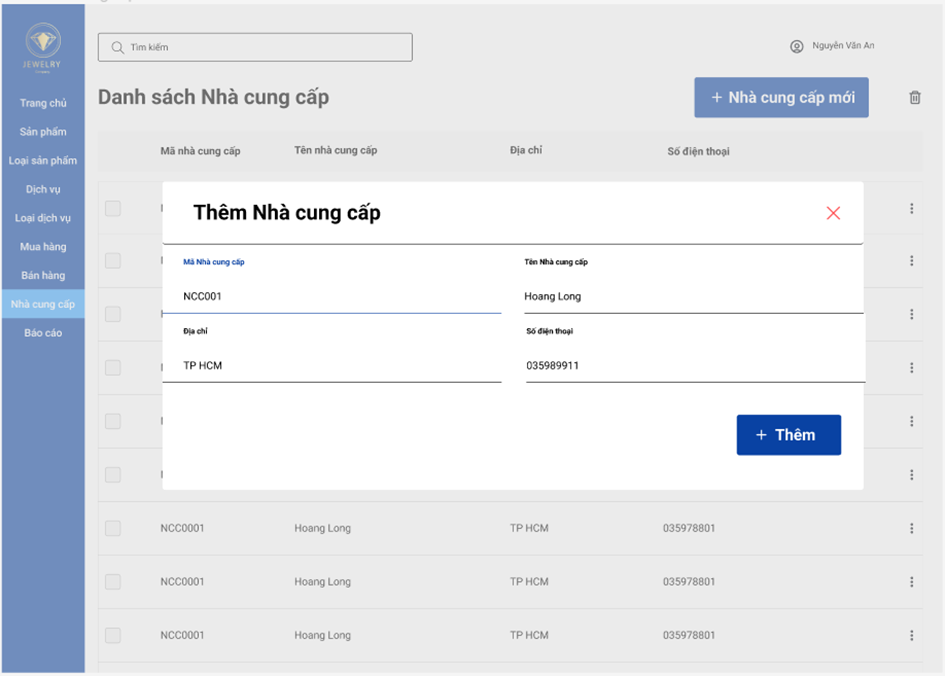 JEWELRY
Company
Trang chủ
Sản phẩm
Loại sản phẩm
Dịch vụ
Loại dịch vụ
Mua hàng
Bán hàng
Nhà cung cấp
Báo cáo
Tìm kiếm
Nguyễn Văn An
Danh sách Nhà cung cấp
+ Nhà cung cấp mới
Mã nhà cung cấp Tên nhà cung cấp Địa chỉ Số điện thoại
Thêm Nhà cung cấp
Mã Nhà cung cấp Tên Nhà cung cấp
NCC001 Hoang Long
Địa chỉ Số điện thoại
TP HCM 035989911
+ Thêm
NCC0001 Hoang Long TP HCM 035978801
NCC0001 Hoang Long TP HCM 035978801
NCC0001 Hoang Long TP HCM 035978801